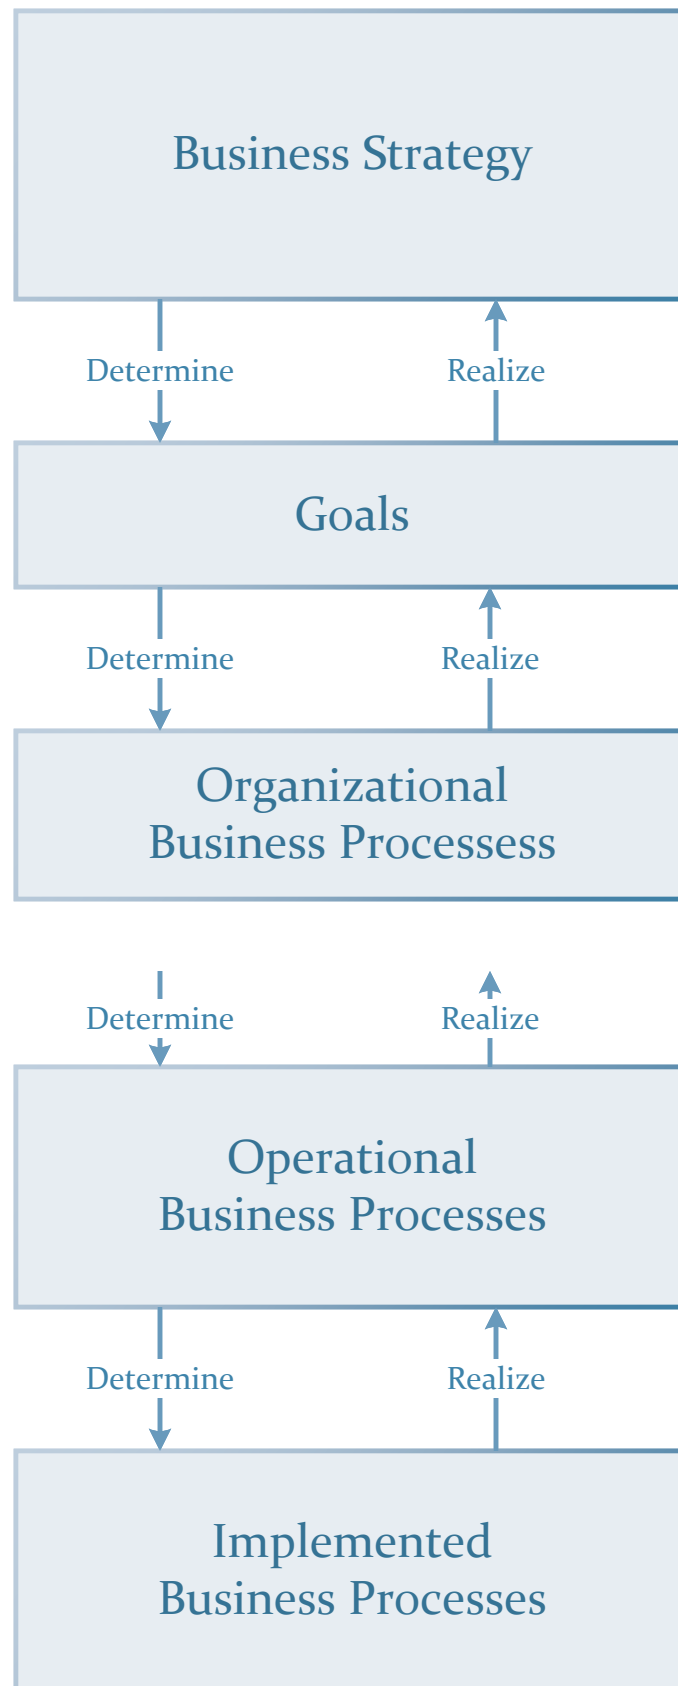 Business Strategy
Determine
Realize
Goals
Determine
Realize
Organizational
Business Processess
Determine
Realize
Operational
Business Processes
Determine
Realize
Implemented
Business Processes